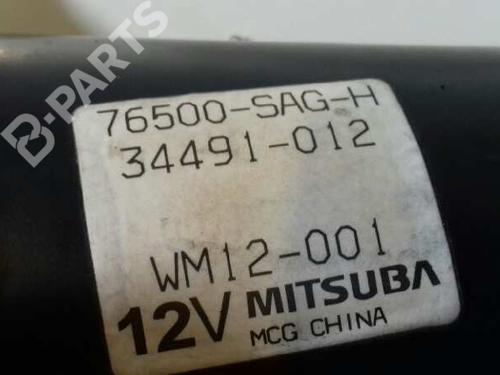 B-PARTS
76500-SAG-H
34491-012
WM12-001
12V MITSUBA
MCG CHINA